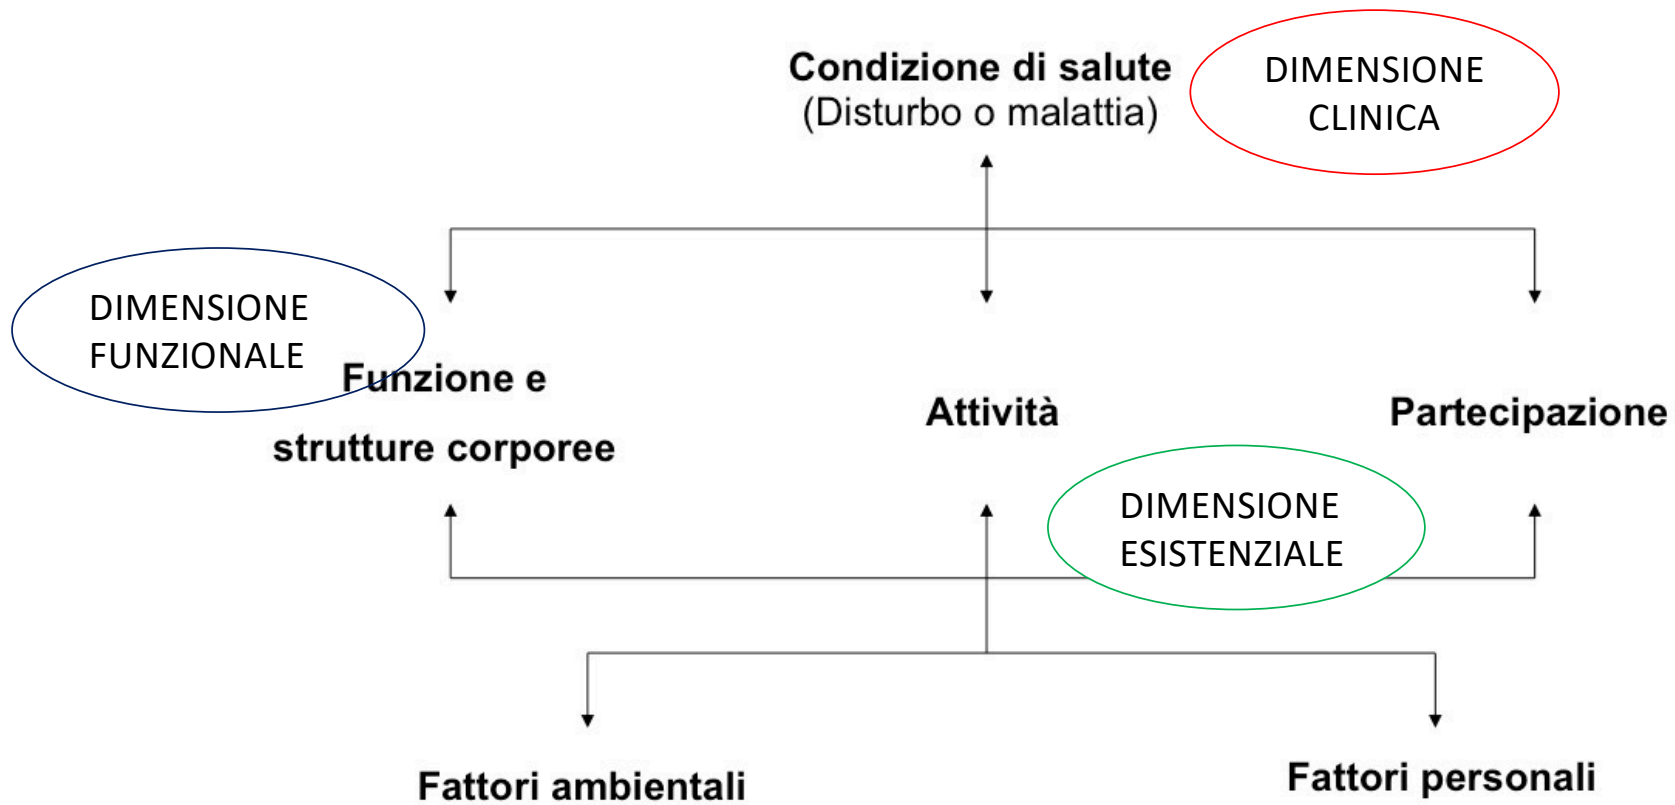 Condizione di salute
(Disturbo o malattia)
DIMENSIONE
CLINICA
DIMENSIONE
FUNZIONALE
Funzione e
strutture corporee
Attività
Partecipazione
DIMENSIONE
ESISTENZIALE
Fattori ambientali
Fattori personali